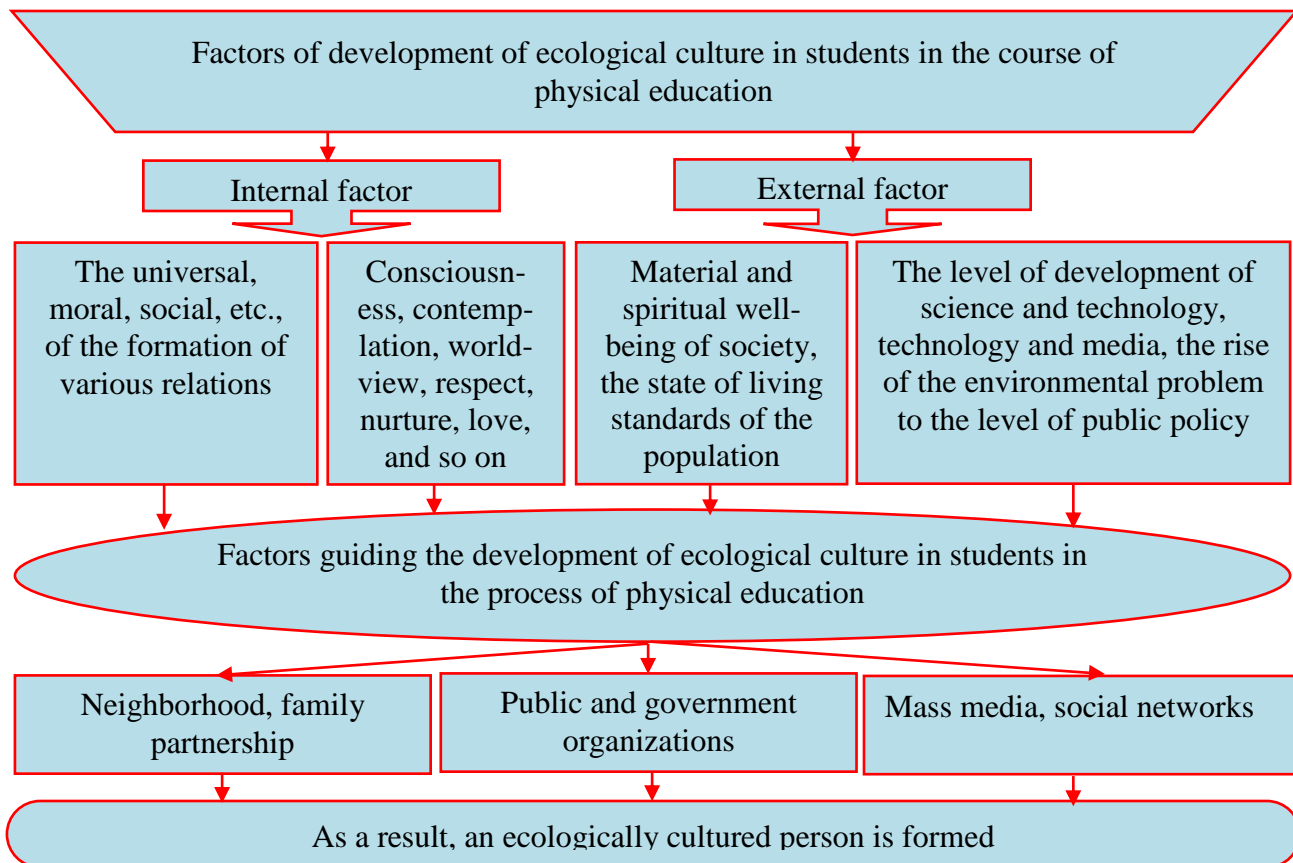 Factors of development of ecological culture in students in the course of
physical education
Internal factor
External factor
The universal,
moral, social, etc.,
of the formation of
various relations
Consciousn-
ess, contemp-
lation, world-
view, respect,
nurture, love,
and so on
Material and
spiritual well-
being of society,
the state of living
standards of the
population
The level of development of
science and technology,
technology and media, the rise
of the environmental problem
to the level of public policy
Factors guiding the development of ecological culture in students in
the process of physical education
Neighborhood, family
partnership
Public and government
organizations
Mass media, social networks
As a result, an ecologically cultured person is formed